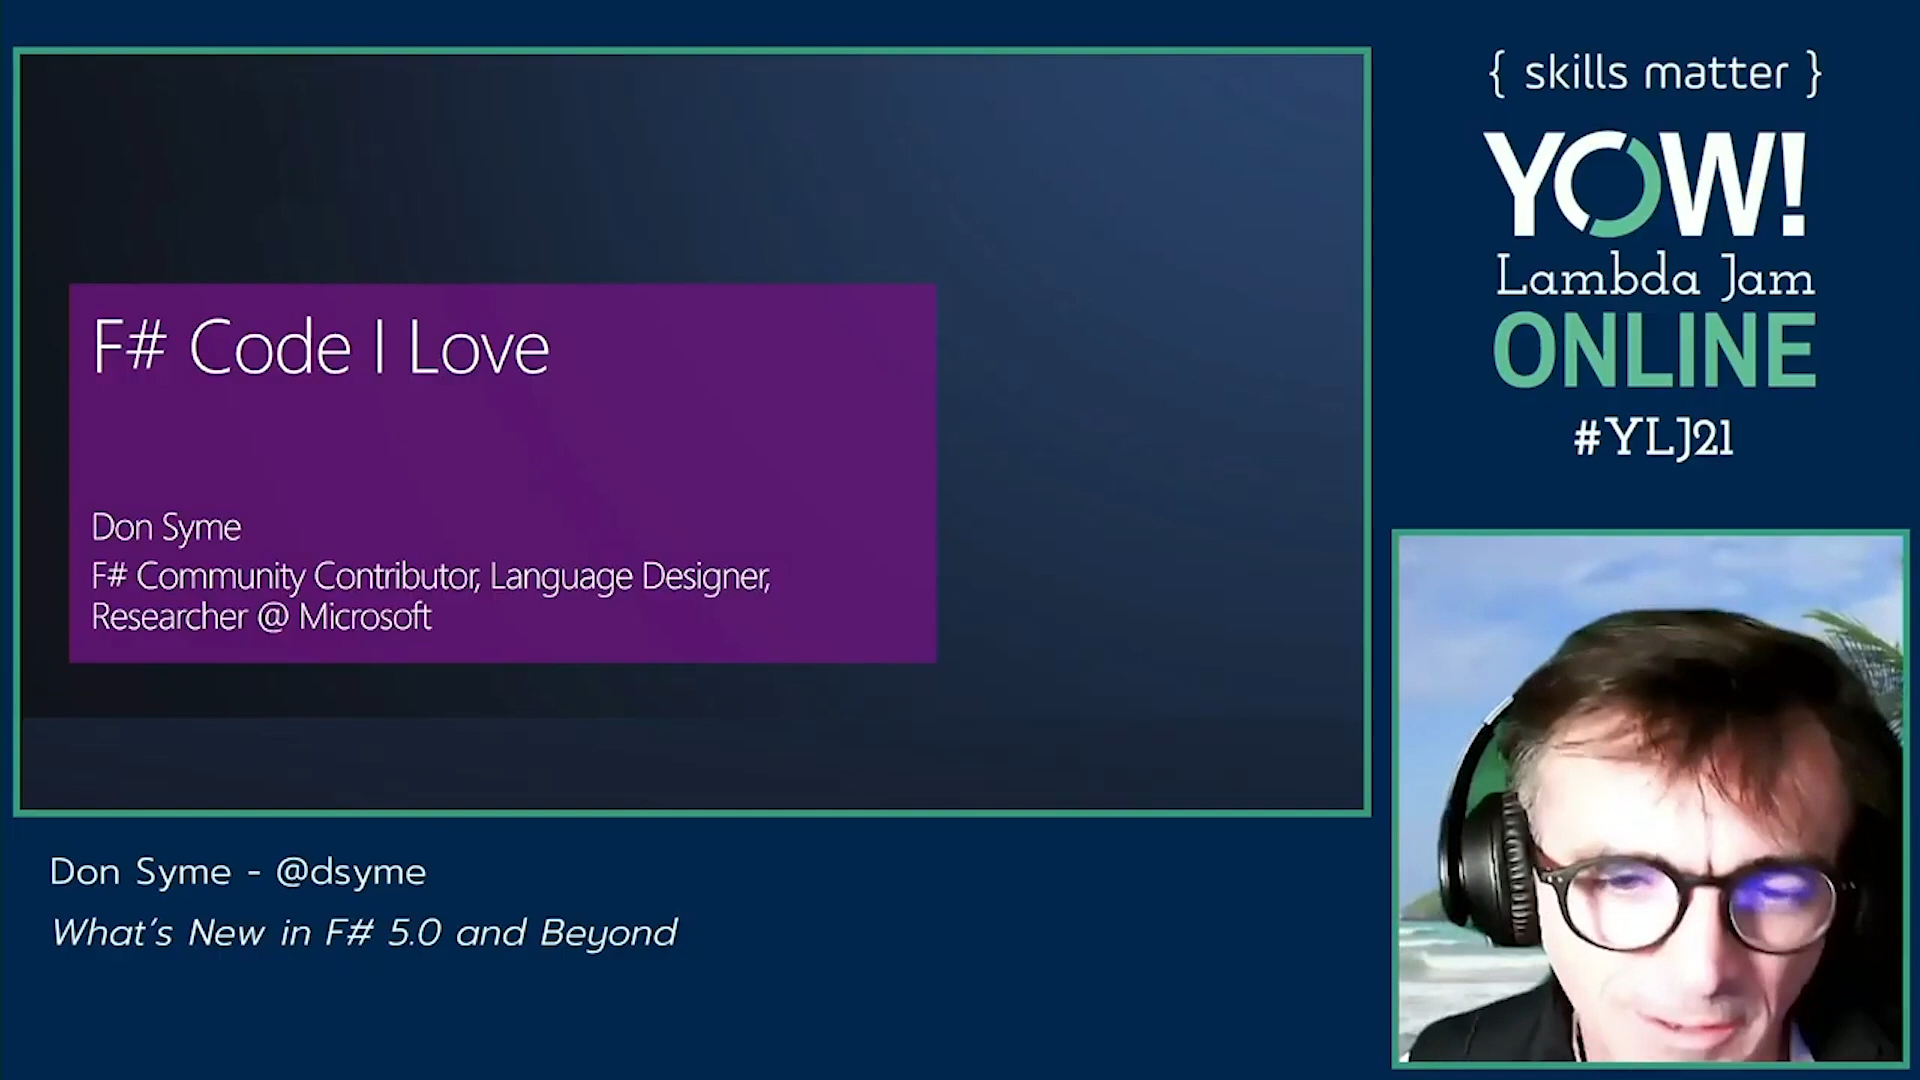 F# Code I Love
Don Syme
F# Community Contributor, Language Designer,
Researcher @ Microsoft
{ skills matter }
YOW!
Lambda Jam
ONLINE
#YLJ21
Don Syme - @dsyme
What's New in F# 5.0 and Beyond